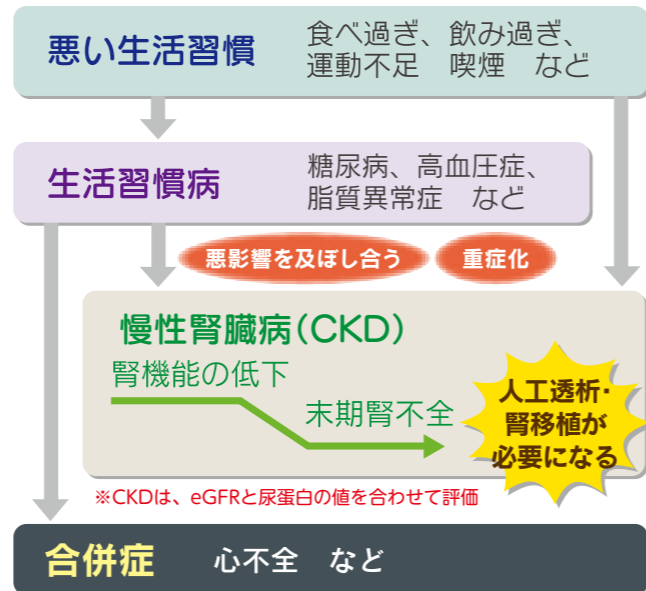 悪い生活習慣
食べ過ぎ、飲み過ぎ、
運動不足　喫煙　など
生活習慣病
糖尿病、高血圧症、
脂質異常症　など
悪影響を及ぼし合う
重症化
慢性腎臓病(CKD)
腎機能の低下
末期腎不全
人工透析・
腎移植が
必要になる
※CKDは、eGFRと尿蛋白の値を合わせて評価
合併症
心不全　など